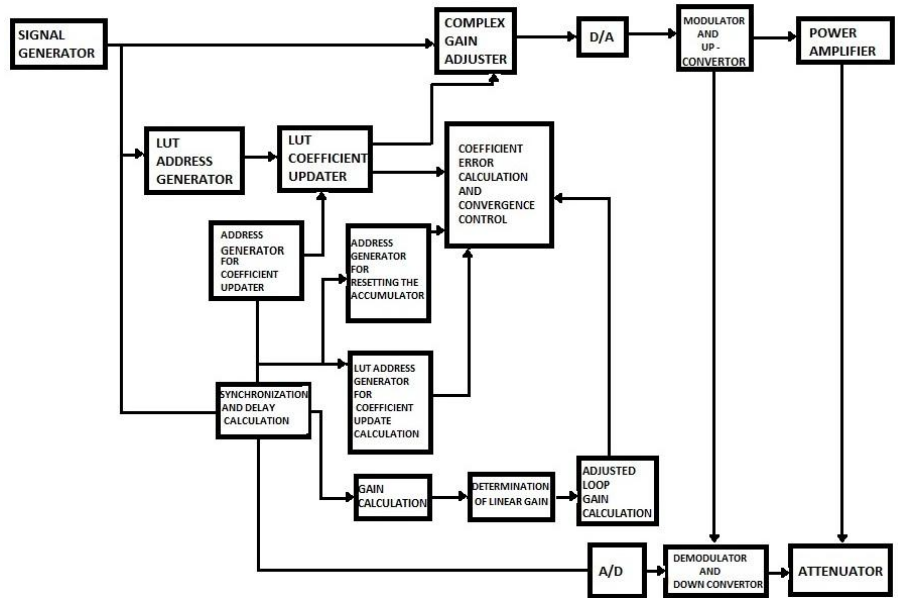 SIGNAL
GENERATOR
COMPLEX
GAIN
ADJUSTER
D/A
MODULATOR
AND
UP -
CONVERTOR
POWER
AMPLIFIER
LUT
ADDRESS
GENERATOR
LUT
COEFFICIENT
UPDATER
COEFFICIENT
ERROR
CALCULATION
AND
CONVERGENCE
CONTROL
ADDRESS
GENERATOR
FOR
COEFFICIENT
UPDATER
ADDRESS
GENERATOR
FOR
RESETTING THE
ACCUMULATOR
LUT ADDRESS
GENERATOR
FOR
COEFFICIENT
UPDATE
CALCULATION
SYNCHRONIZATION
AND DELAY
CALCULATION
GAIN
CALCULATION
DETERMINATION
OF LINEAR GAIN
ADJUSTED
LOOP
GAIN
CALCULATION
A/D
DEMODULATOR
AND
DOWN CONVERTOR
ATTENUATOR